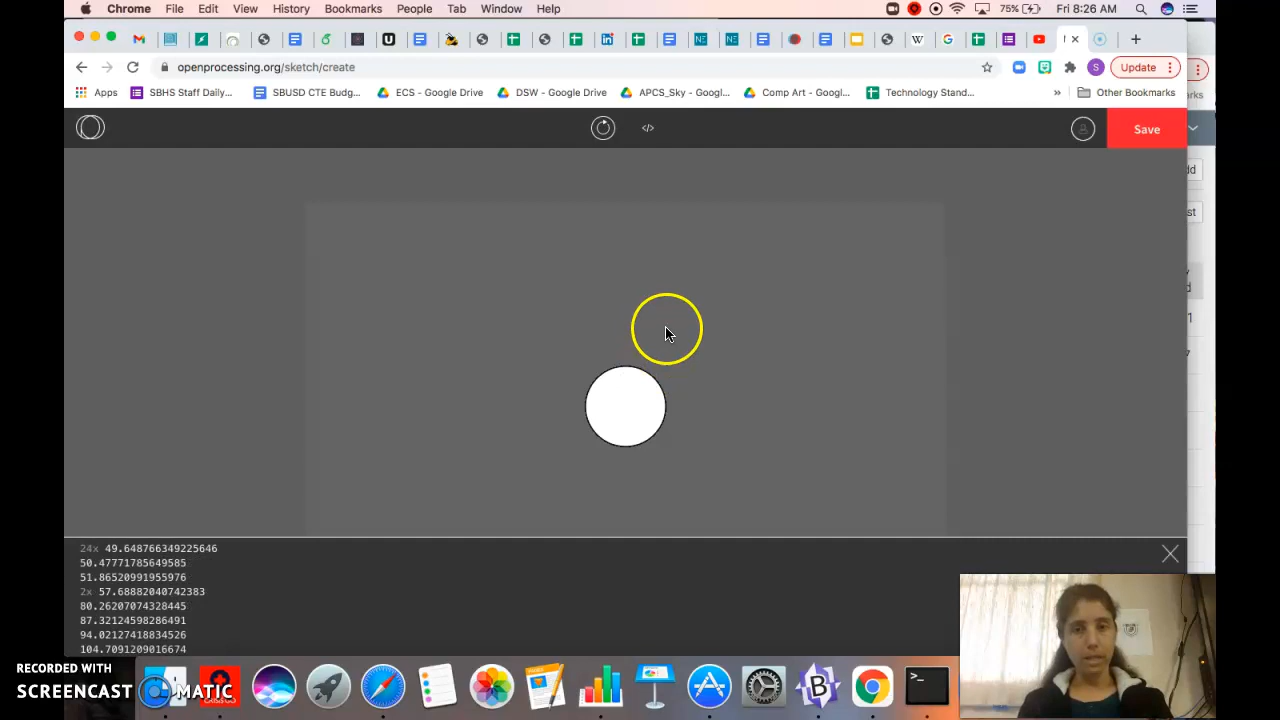 Chrome File Edit View History Bookmarks People Tab Window Help 75% Fri 8:26 AM
openprocessing.org/sketch/create Update
Apps SBHS Staff Daily... SBUSD CTE Budg... ECS - Google Drive DSW - Google Drive APCS_Sky - Googl... Comp Art - Googl... Technology Stand... » Other Bookmarks
</> Save
24x 49.648766349225646
50.47771785649585
51.86520991955976
2x 57.68882040742383
80.26207074328445
87.32124598286491
94.02127418834526
104.7091209016674
RECORDED WITH
SCREENCAST MATIC